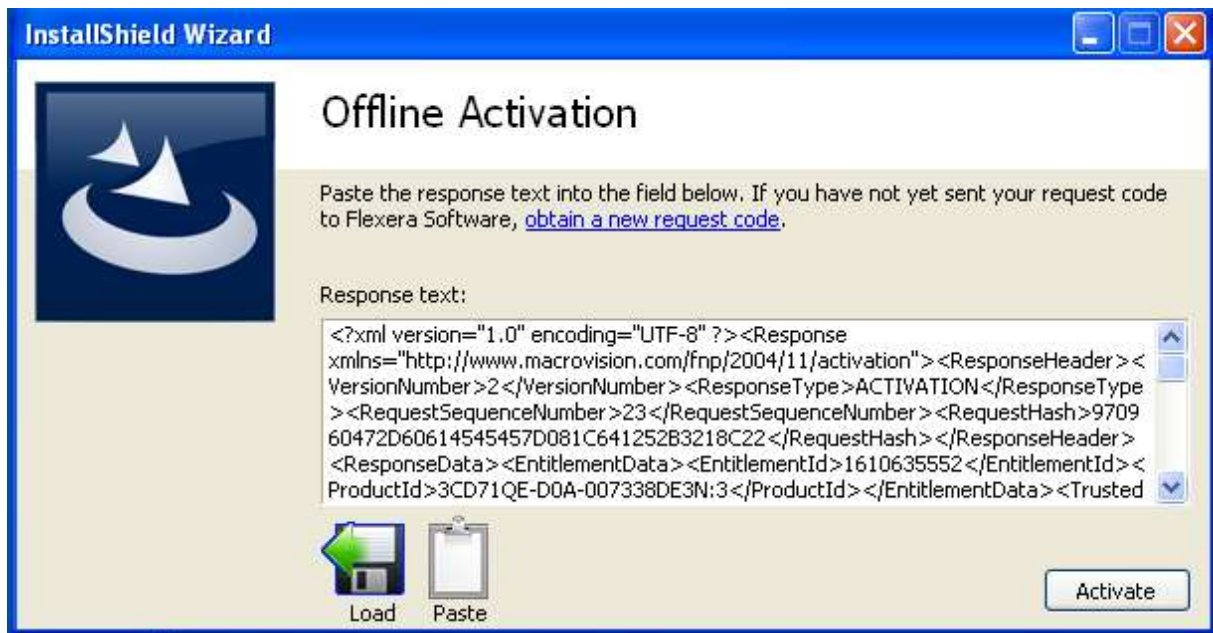 InstallShield Wizard
Offline Activation
Paste the response text into the field below. If you have not yet sent your request code
to Flexera Software, obtain a new request code.
Response text:
<?xml version="1.0" encoding="UTF-8" ?><Response
xmlns="http://www.macrovision.com/fnp/2004/11/activation"><ResponseHeader><
VersionNumber>2</VersionNumber><ResponseType>ACTIVATION</ResponseType
><RequestSequenceNumber>23</RequestSequenceNumber><RequestHash>9709
60472D60614545457D081C641252B3218C22</RequestHash></ResponseHeader>
<ResponseData><EntitlementData><EntitlementId>1610635552</EntitlementId><
ProductId>3CD71QE-D0A-007338DE3N:3</ProductId></EntitlementData><Trusted
Load Paste
Activate